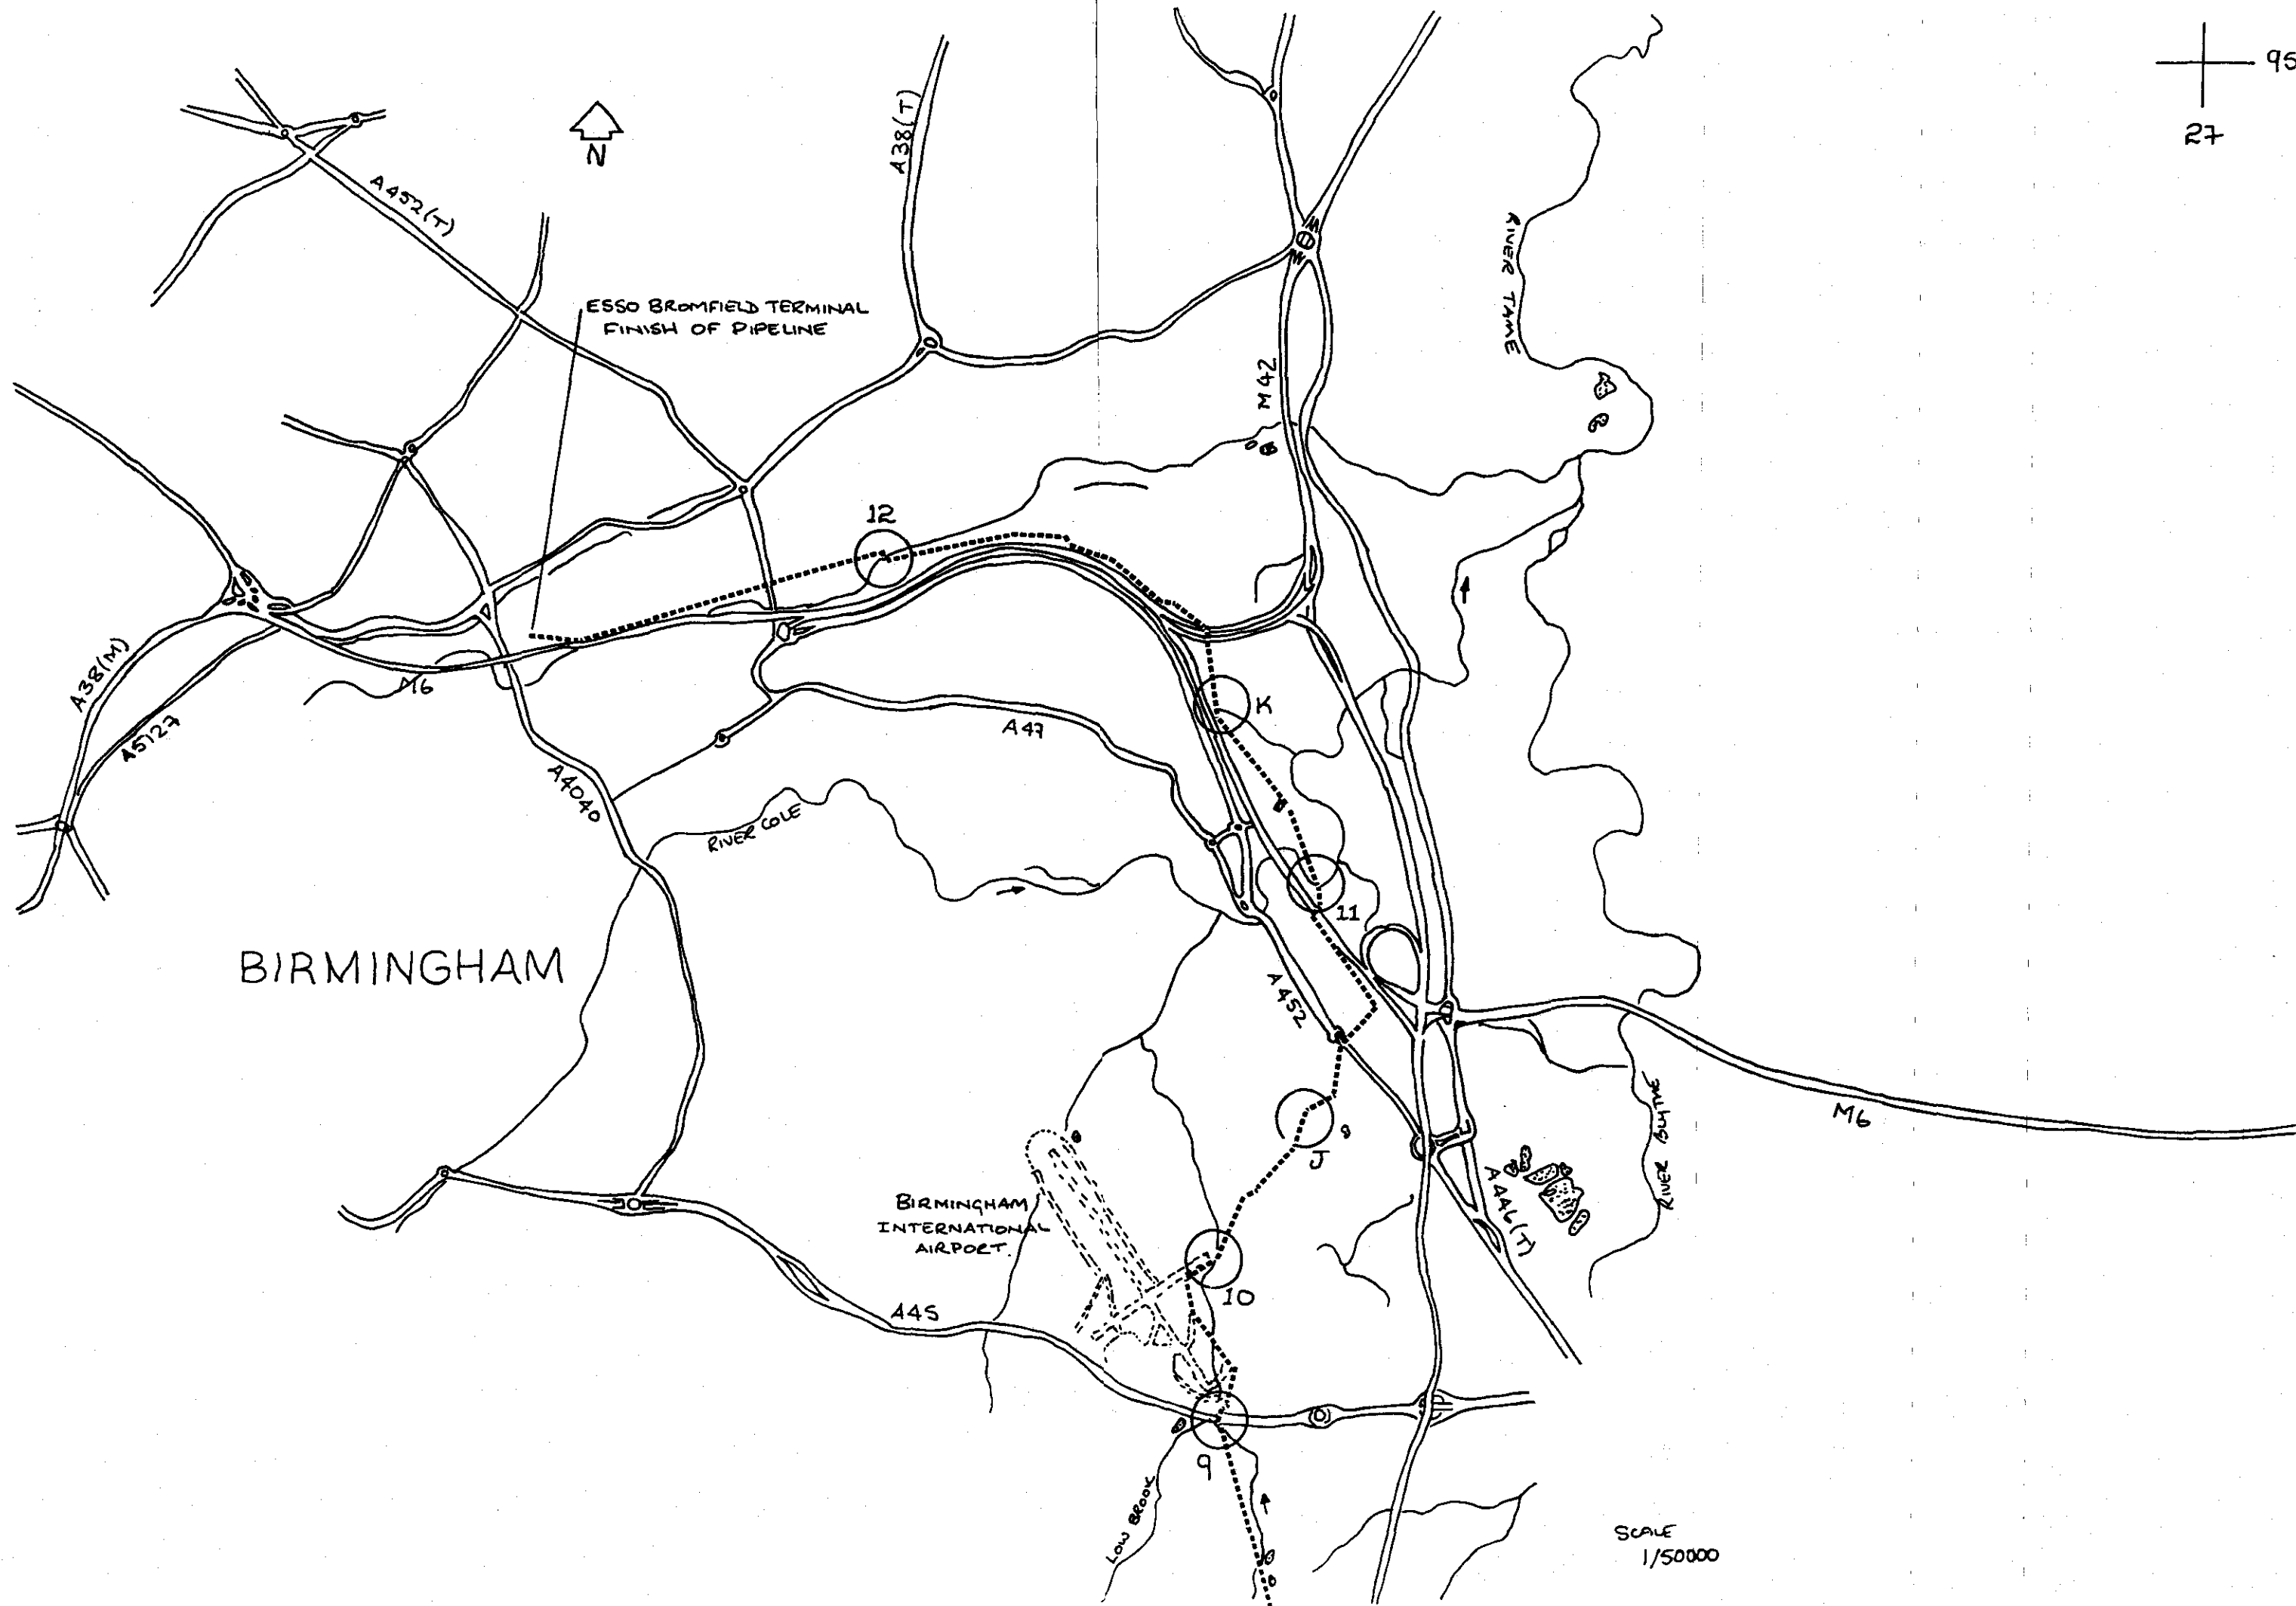 95
27
N
A38(T)
A452(T)
RIVER TAME
ESSO BROMFIELD TERMINAL
FINISH OF PIPELINE
M42
12
A38(M)
M6
K
A47
A5127
A4040
RIVER COLE
11
BIRMINGHAM
A452
M6
RIVER BLYTHE
J
A446(T)
BIRMINGHAM
INTERNATIONAL
AIRPORT.
10
A45
9
LOW BROOK
SCALE
1/50000